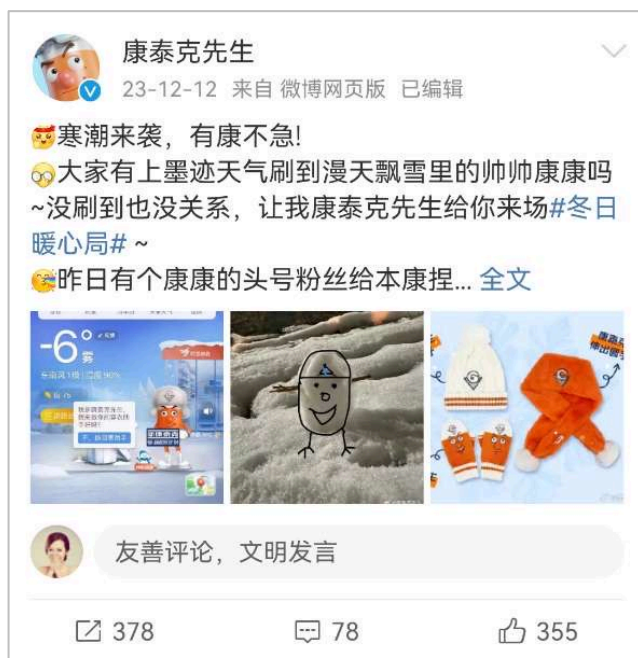 康泰克先生
23-12-12 来自 微博网页版 已编辑
寒潮来袭，有康不急!
大家有上墨迹天气刷到漫天飘雪里的帅帅康康吗
~没刷到也没关系，让我康泰克先生给你来场#冬日
暖心局# ~
昨日有个康康的头号粉丝给本康捏... 全文
-6°
雾
友善评论，文明发言
378
78
355